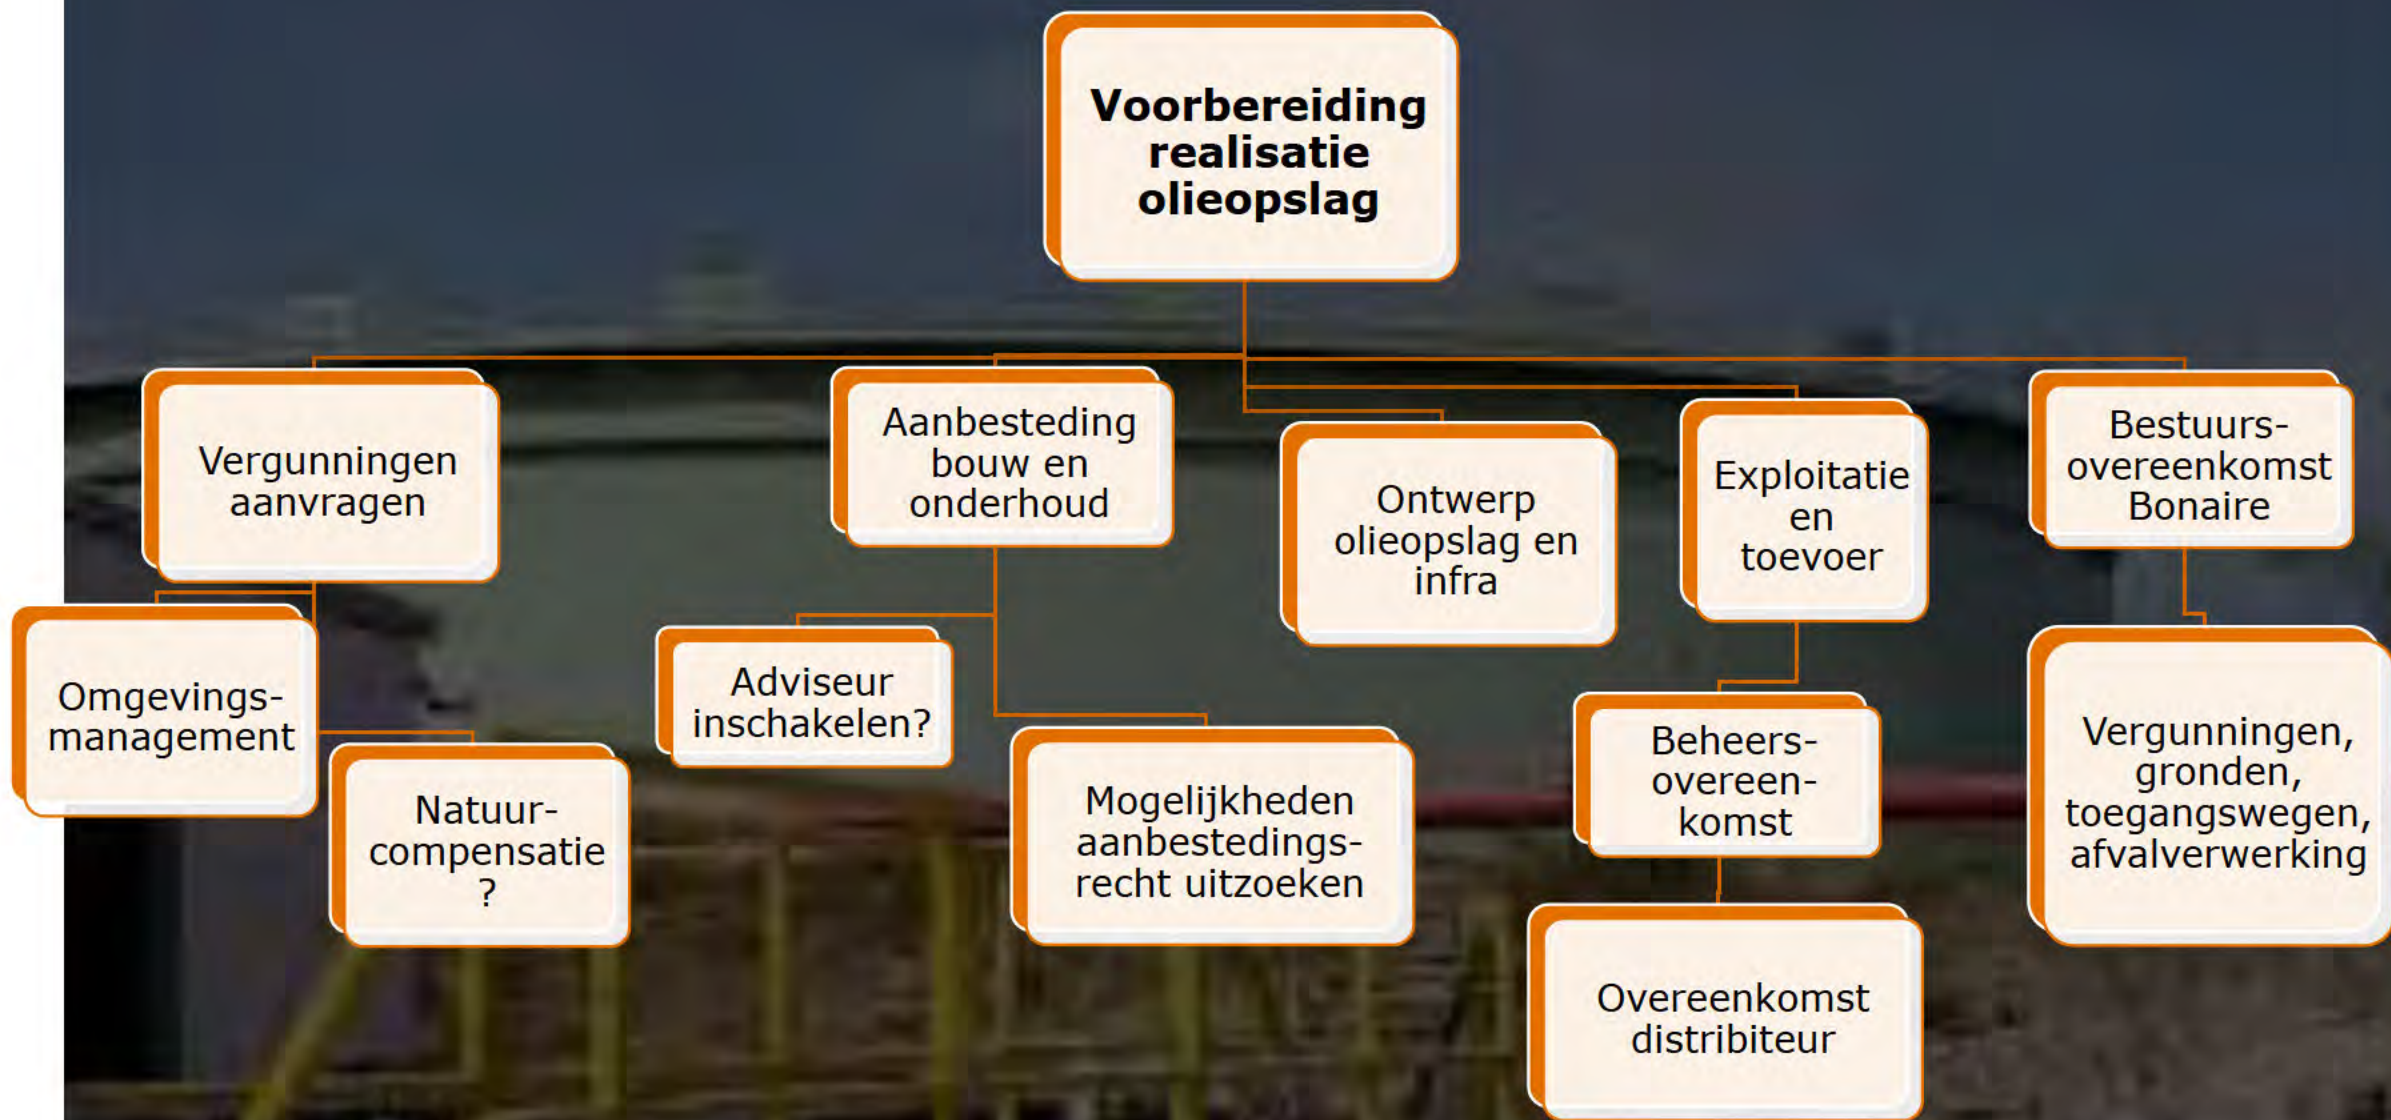 Voorbereiding
realisatie
olieopslag
Vergunningen
aanvragen
Aanbesteding
bouw en
onderhoud
Ontwerp
olieopslag en
infra
Exploitatie
en
toevoer
Bestuurs-
overeenkomst
Bonaire
Omgevings-
management
Natuur-
compensatie
?
Adviseur
inschakelen?
Mogelijkheden
aanbestedings-
recht uitzoeken
Beheers-
overeen-
komst
Overeenkomst
distribiteur
Vergunningen,
gronden,
toegangswegen,
afvalverwerking